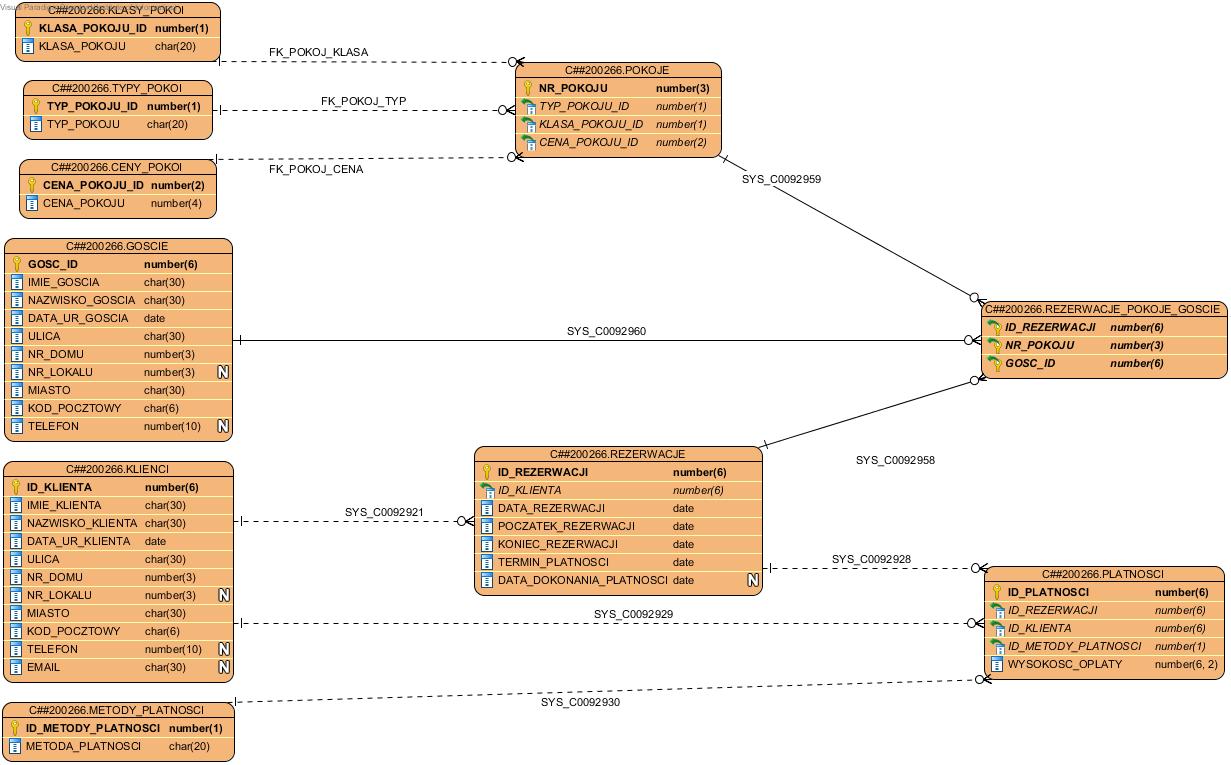 C##200266.KLASY_POKOI
KLASA_POKOJU_ID number(1)
KLASA_POKOJU char(20)
FK_POKOJ_KLASA
C##200266.TYPY_POKOI
TYP_POKOJU_ID number(1)
TYP_POKOJU char(20)
FK_POKOJ_TYP
C##200266.CENY_POKOI
CENA_POKOJU_ID number(2)
CENA_POKOJU number(4)
FK_POKOJ_CENA
C##200266.POKOJE
NR_POKOJU number(3)
TYP_POKOJU_ID number(1)
KLASA_POKOJU_ID number(1)
CENA_POKOJU_ID number(2)
SYS_C0092959
C##200266.GOSCIE
GOSC_ID number(6)
IMIE_GOSCIA char(30)
NAZWISKO_GOSCIA char(30)
DATA_UR_GOSCIA date
ULICA char(30)
NR_DOMU number(3)
NR_LOKALU number(3) N
MIASTO char(30)
KOD_POCZTOWY char(6)
TELEFON number(10) N
SYS_C0092960
C##200266.REZERWACJE_POKOJE_GOSCIE
ID_REZERWACJI number(6)
NR_POKOJU number(3)
GOSC_ID number(6)
SYS_C0092958
C##200266.KLIENCI
ID_KLIENTA number(6)
IMIE_KLIENTA char(30)
NAZWISKO_KLIENTA char(30)
DATA_UR_KLIENTA date
ULICA char(30)
NR_DOMU number(3)
NR_LOKALU number(3) N
MIASTO char(30)
KOD_POCZTOWY char(6)
TELEFON number(10) N
EMAIL char(30) N
SYS_C0092921
C##200266.REZERWACJE
ID_REZERWACJI number(6)
ID_KLIENTA number(6)
DATA_REZERWACJI date
POCZATEK_REZERWACJI date
KONIEC_REZERWACJI date
TERMIN_PLATNOSCI date
DATA_DOKONANIA_PLATNOSCI date N
SYS_C0092928
SYS_C0092929
C##200266.PLATNOSCI
ID_PLATNOSCI number(6)
ID_REZERWACJI number(6)
ID_KLIENTA number(6)
ID_METODY_PLATNOSCI number(1)
WYSOKOSC_OPLATY number(6, 2)
C##200266.METODY_PLATNOSCI
ID_METODY_PLATNOSCI number(1)
METODA_PLATNOSCI char(20)
SYS_C0092930